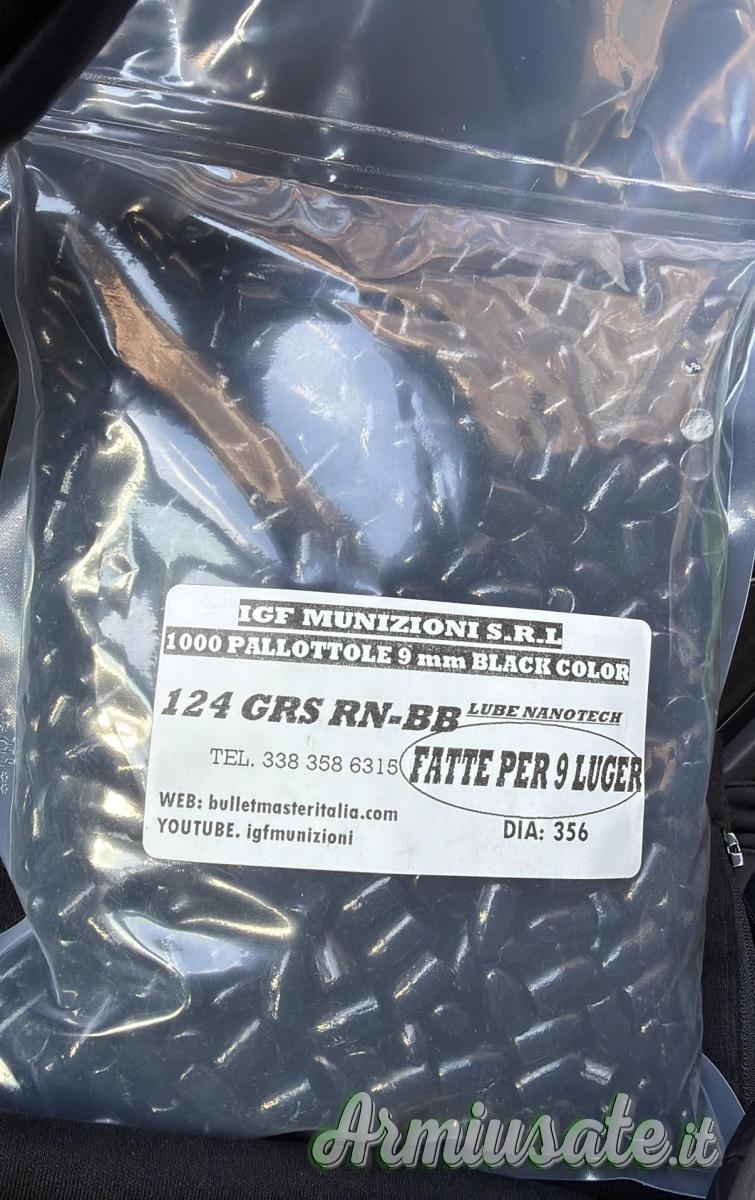 IGF MUNIZIONI S.R.L
1000 PALLOTTOLE 9 mm BLACK COLOR
124 GRS RN-BB LUBE NANOTECH
TEL. 338 358 6315 FATTE PER 9 LUGER
WEB: bulletmasteritalia.com
YOUTUBE. igfmunizioni DIA: 356
Armiusate.it